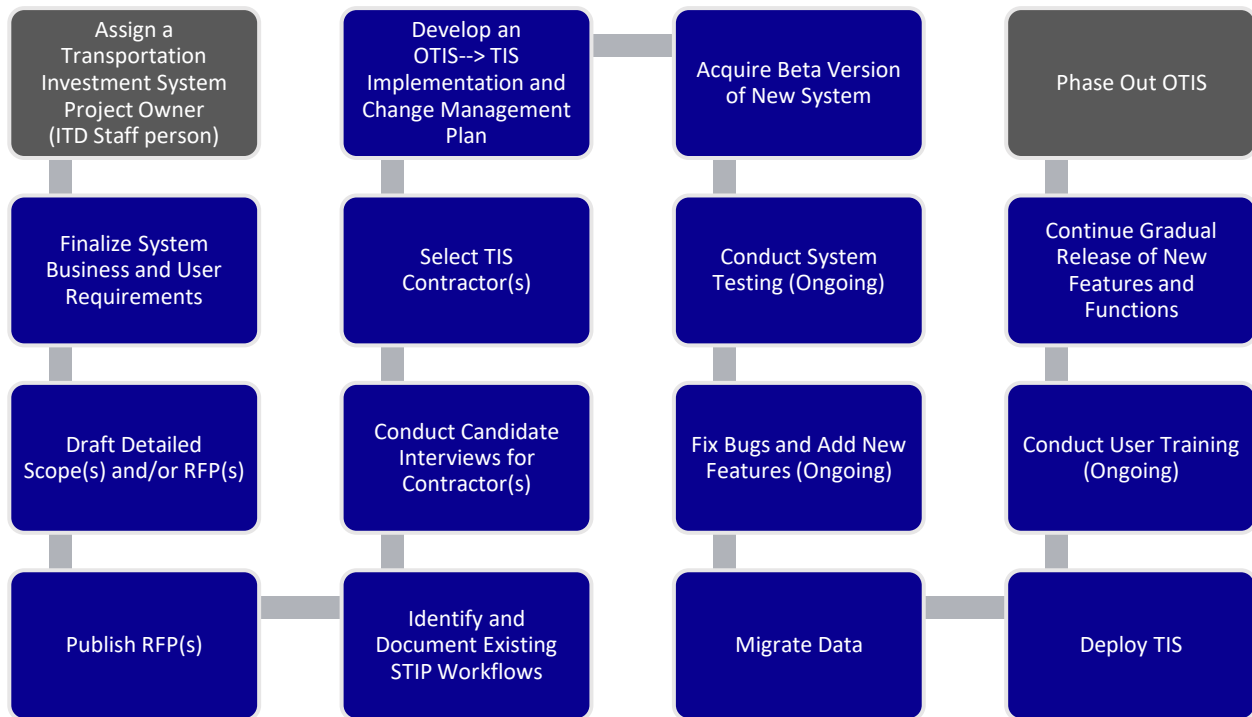 Assign a
Transportation
Investment System
Project Owner
(ITD Staff person)
Finalize System
Business and User
Requirements
Draft Detailed
Scope(s) and/or RFP(s)
Publish RFP(s)
Identify and
Document Existing
STIP Workflows
Conduct Candidate
Interviews for
Contractor(s)
Select TIS
Contractor(s)
Develop an
OTIS--> TIS
Implementation and
Change Management
Plan
Acquire Beta Version
of New System
Conduct System
Testing (Ongoing)
Fix Bugs and Add New
Features (Ongoing)
Migrate Data
Deploy TIS
Conduct User Training
(Ongoing)
Continue Gradual
Release of New
Features and
Functions
Phase Out OTIS